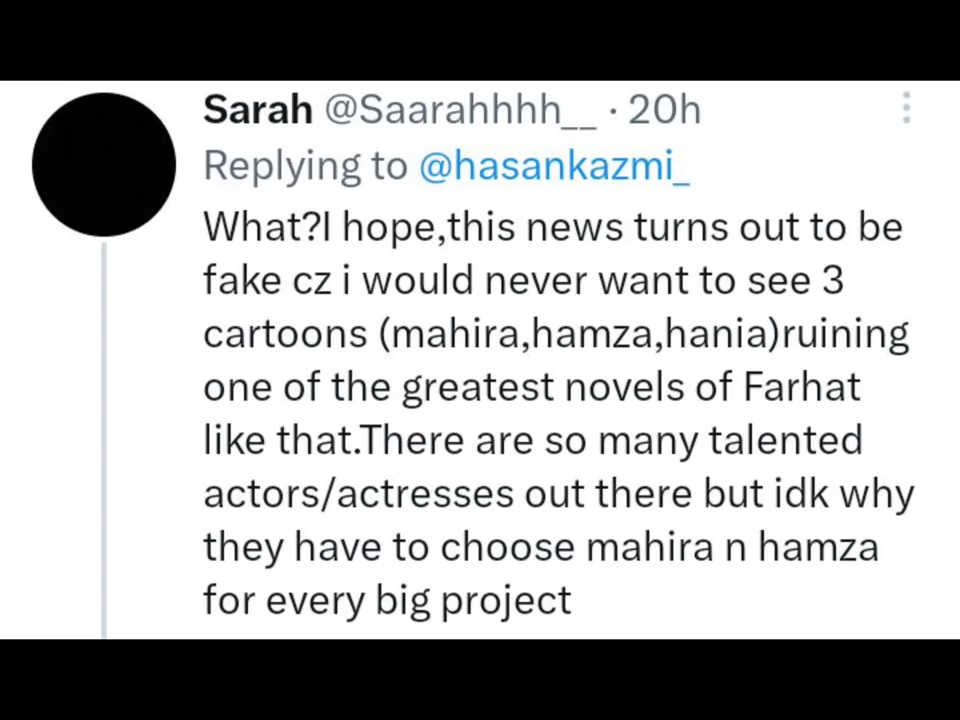 Sarah @Saarahhhh__ · 20h
Replying to @hasankazmi_
What?I hope,this news turns out to be
fake cz i would never want to see 3
cartoons (mahira,hamza,hania)ruining
one of the greatest novels of Farhat
like that.There are so many talented
actors/actresses out there but idk why
they have to choose mahira n hamza
for every big project